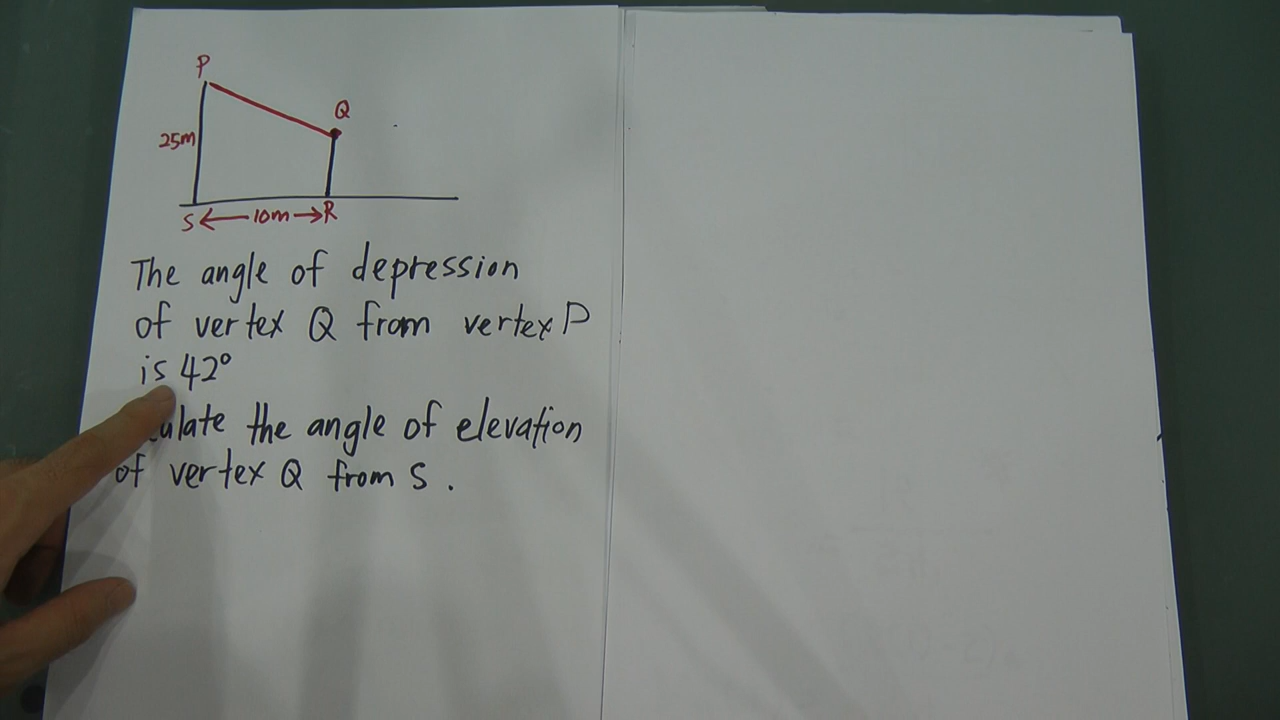 P
Q
25m
S
10m
R
The angle of depression
of vertex Q from vertex P
is 42°
ulate the angle of elevation
of vertex Q from S.